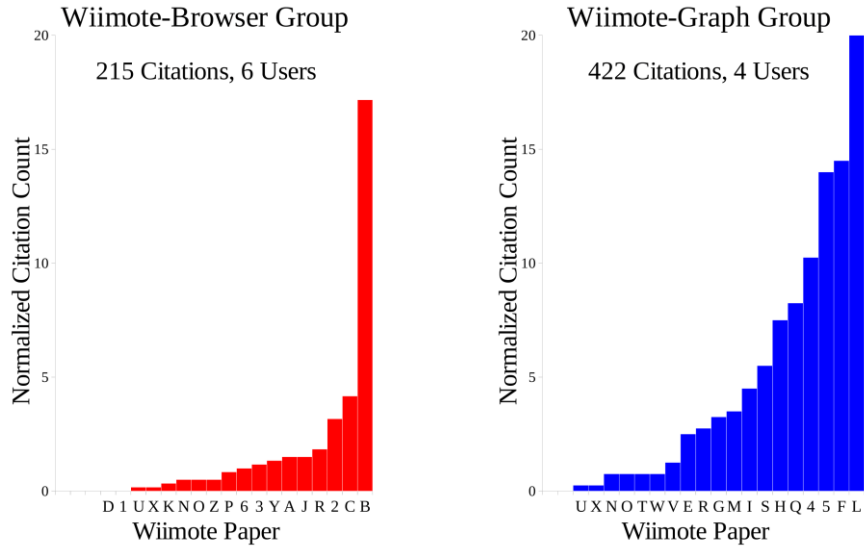 Wiimote-Browser Group
215 Citations, 6 Users
Normalized Citation Count
20
15
10
5
0
D 1 U X K N O Z P 6 3 Y A J R 2 C B
Wiimote Paper
Wiimote-Graph Group
422 Citations, 4 Users
Normalized Citation Count
20
15
10
5
0
U X N O T W V E R G M I S H Q 4 5 F L
Wiimote Paper